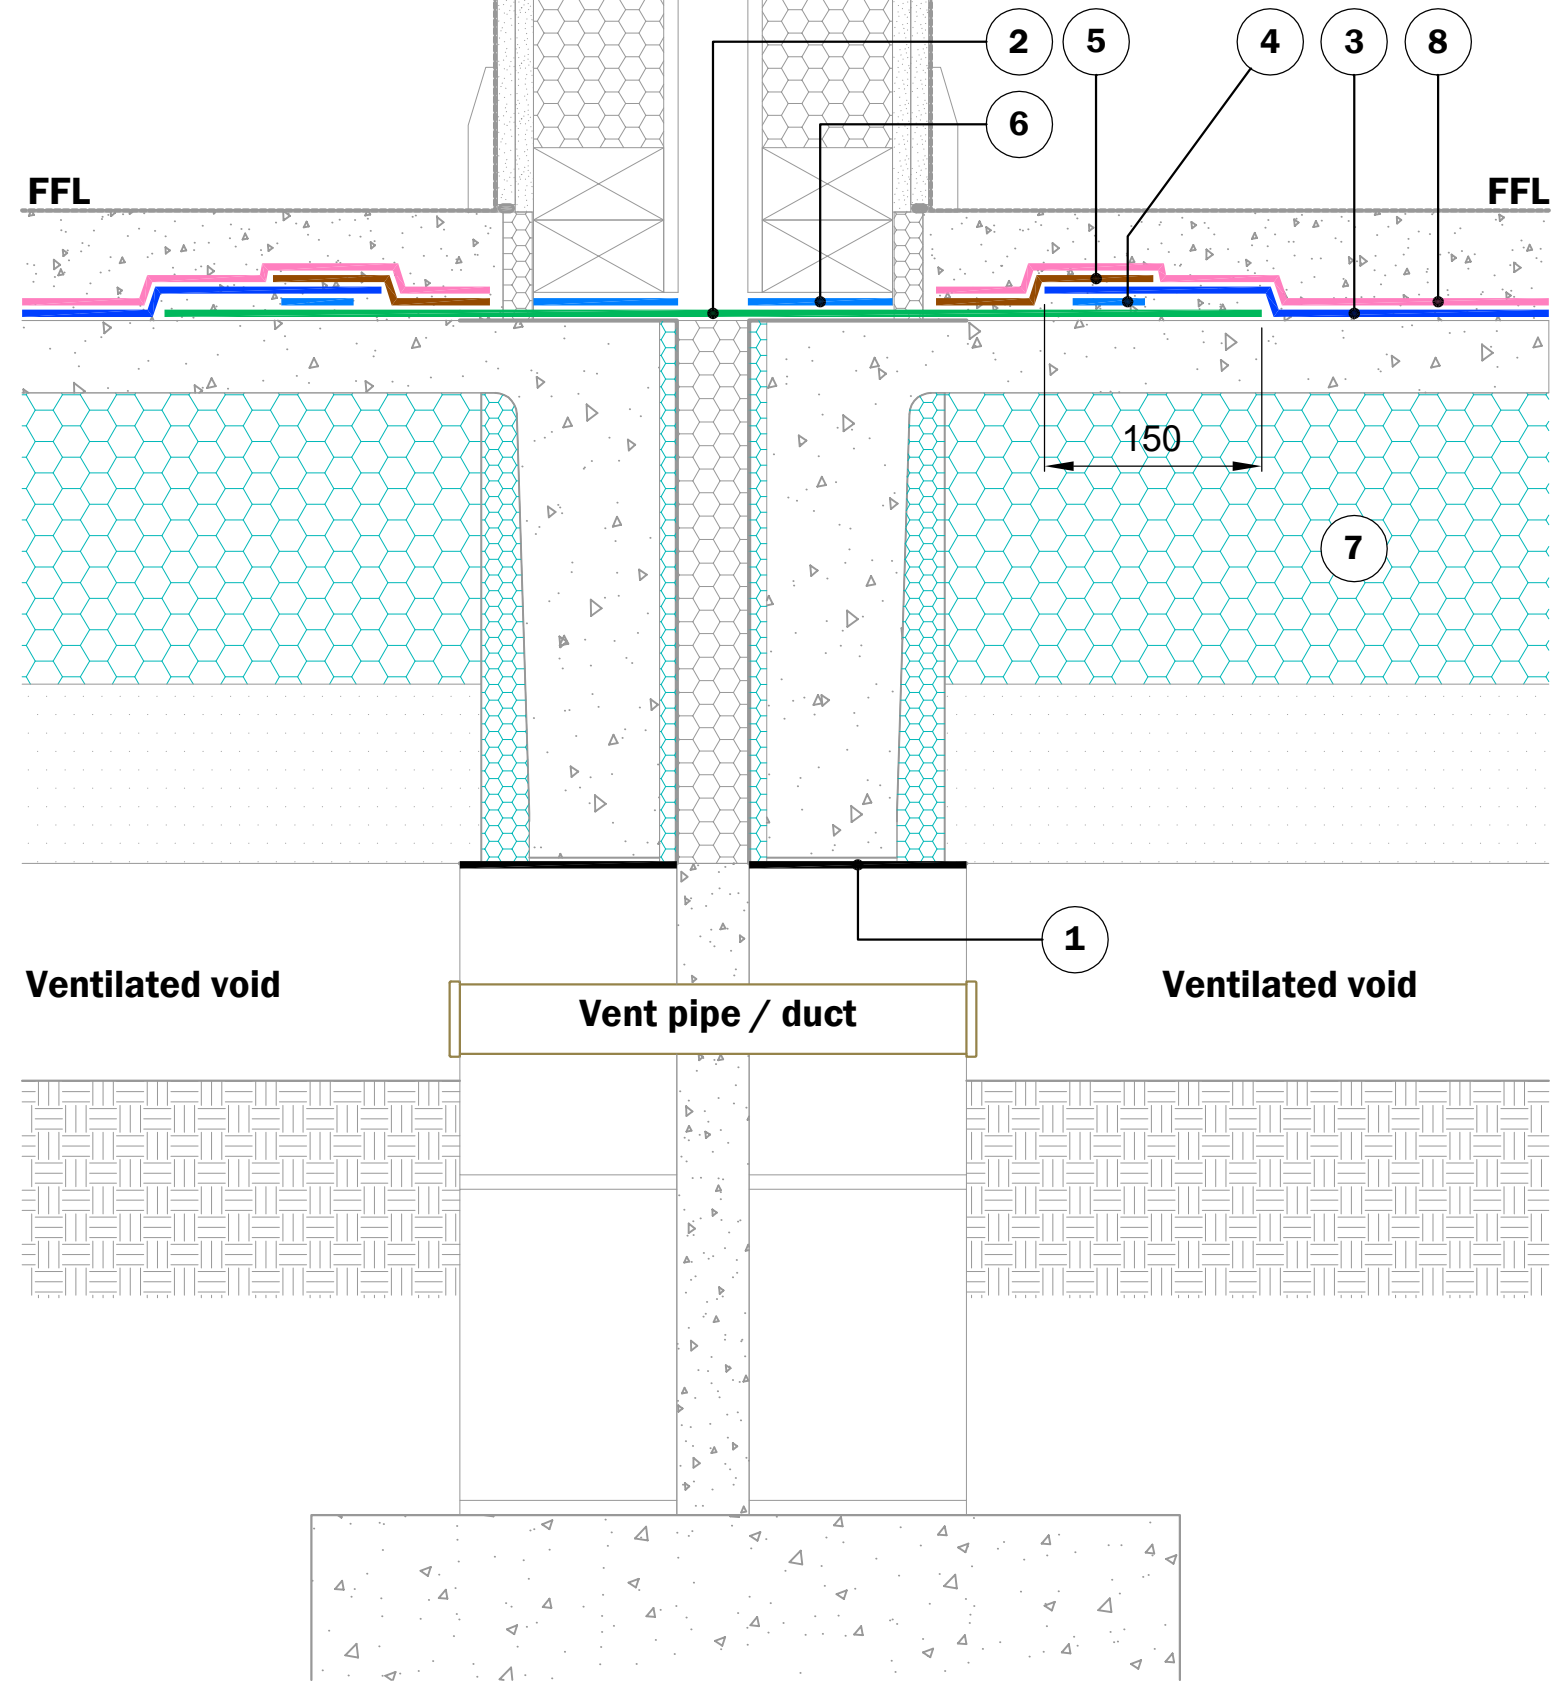 2 5 4 3 8
6
FFL FFL
150
7
1
Ventilated void Ventilated void
Vent pipe / duct